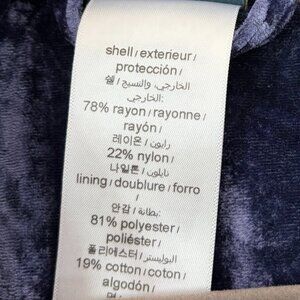 shell / exterieur /
protección /
쉘 / الخارجي، والنسيج /
الخارجي:
78% rayon / rayonne /
rayón /
레이온 / رايون /
22% nylon /
나일론 / نايلون /
lining / doublure / forro
/
안감 / بطانة:
81% polyester /
poliéster /
폴리에스터 / البوليستر /
19% cotton / coton /
algodón /
면 /